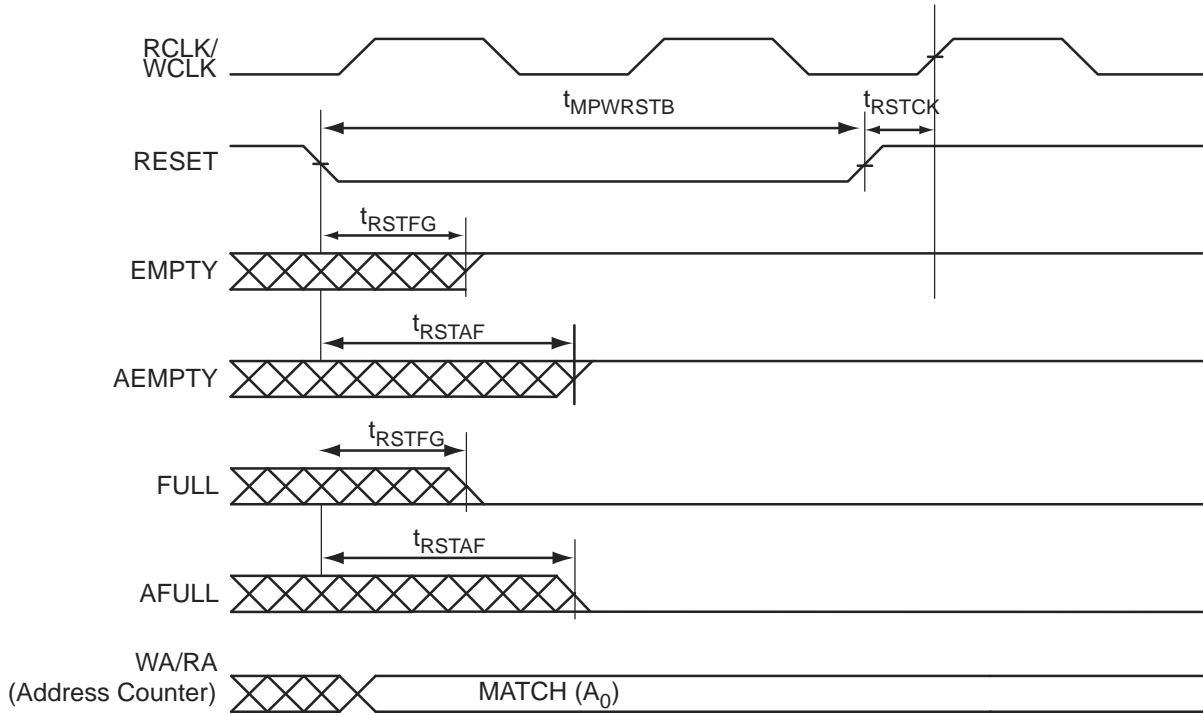 RCLK/
WCLK
tMPWRSTB
tRSTCK
RESET
tRSTFG
EMPTY
tRSTAF
AEMPTY
tRSTFG
FULL
tRSTAF
AFULL
WA/RA
(Address Counter)
MATCH (A0)